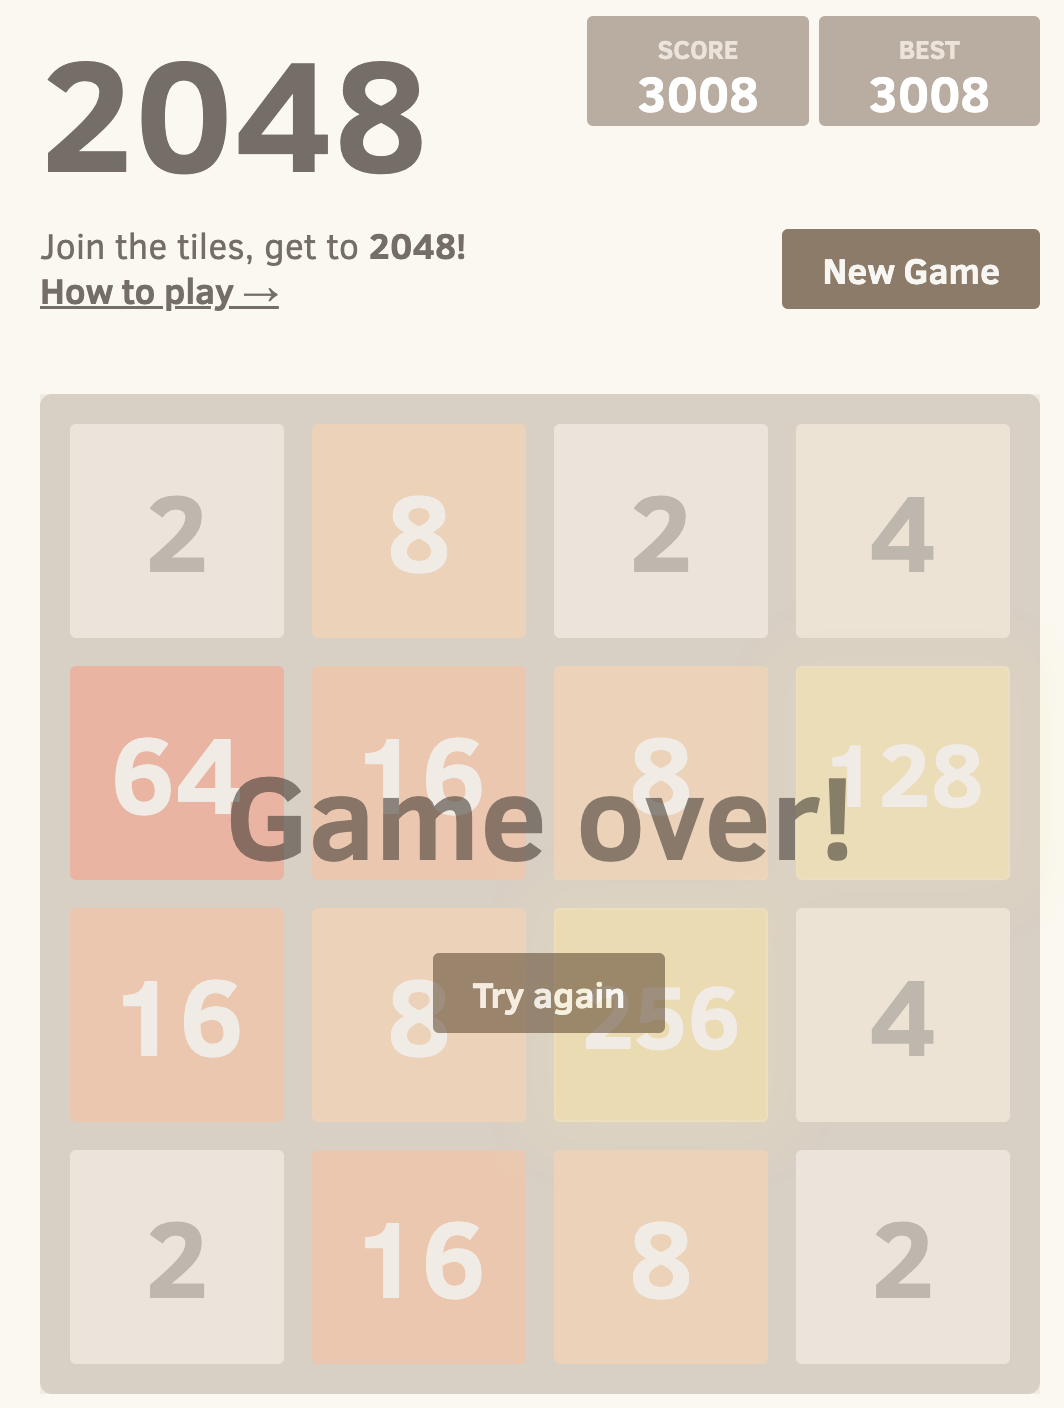 2048
SCORE
3008
BEST
3008
Join the tiles, get to 2048!
How to play →
New Game
2 8 2 4
64 16 8 128
Game over!
16 8 256 4
Try again
2 16 8 2